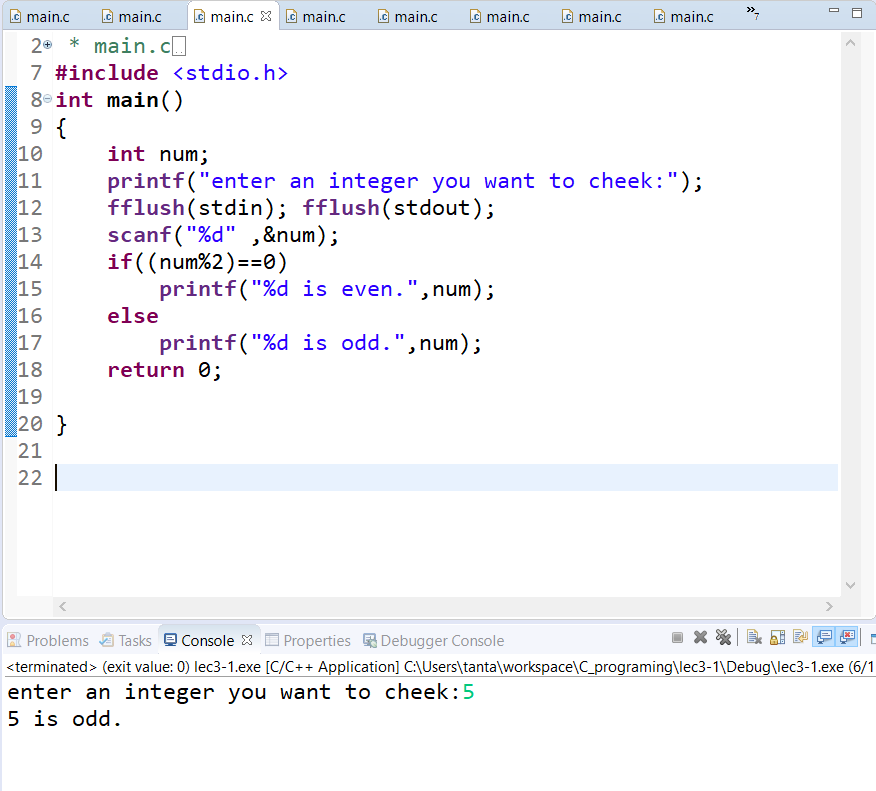 main.c main.c main.c main.c main.c main.c main.c main.c »7
2 * main.c
7 #include <stdio.h>
8 int main()
9 {
10     int num;
11     printf("enter an integer you want to cheek:");
12     fflush(stdin); fflush(stdout);
13     scanf("%d" ,&num);
14     if((num%2)==0)
15         printf("%d is even.",num);
16     else
17         printf("%d is odd.",num);
18     return 0;
19
20 }
21
22
Problems Tasks Console Properties Debugger Console
<terminated> (exit value: 0) lec3-1.exe [C/C++ Application] C:\Users\tanta\workspace\C_programing\lec3-1\Debug\lec3-1.exe (6/1
enter an integer you want to cheek:5
5 is odd.